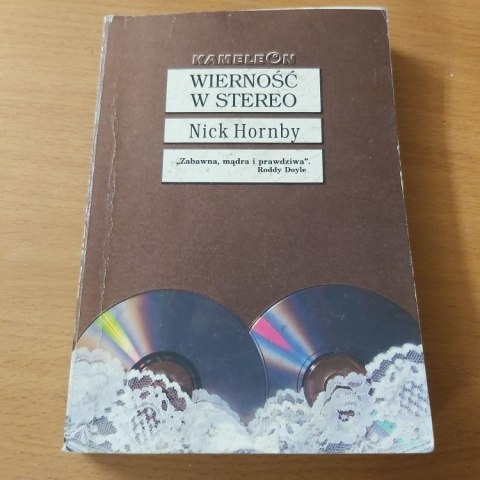 KAMELEON
WIERNOŚĆ
W STEREO
Nick Hornby
„Zabawna, mądra i prawdziwa”.
Roddy Doyle